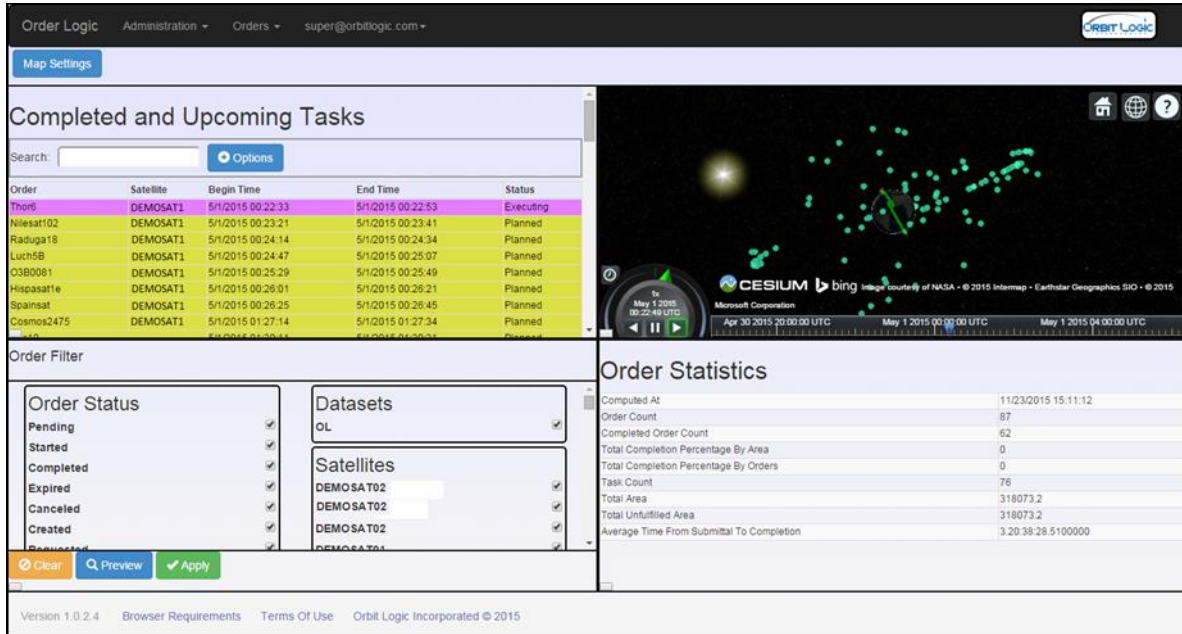 Order Logic Administration Orders super@orbitlogic.com ORBIT LOGIC
Map Settings
Completed and Upcoming Tasks
Search: Options
Order Satellite Begin Time End Time Status
Thor6 DEMOSAT1 5/1/2015 00:22:33 5/1/2015 00:22:53 Executing
Nilesat102 DEMOSAT1 5/1/2015 00:23:21 5/1/2015 00:23:41 Planned
Raduga18 DEMOSAT1 5/1/2015 00:24:14 5/1/2015 00:24:34 Planned
Luch5B DEMOSAT1 5/1/2015 00:24:47 5/1/2015 00:25:07 Planned
O3B0081 DEMOSAT1 5/1/2015 00:25:29 5/1/2015 00:25:49 Planned
Hispasat1e DEMOSAT1 5/1/2015 00:26:01 5/1/2015 00:26:21 Planned
Spainsat DEMOSAT1 5/1/2015 00:26:25 5/1/2015 00:26:45 Planned
Cosmos2475 DEMOSAT1 5/1/2015 01:27:14 5/1/2015 01:27:34 Planned
?
1x
May 1 2015
00:22:49 UTC
CESIUM bing Image courtesy of NASA - © 2015 Intermap - Earthstar Geographics SIO - © 2015
Microsoft Corporation
Apr 30 2015 20:00:00 UTC May 1 2015 00:00:00 UTC May 1 2015 04:00:00 UTC
Order Filter
Order Status
Pending
Started
Completed
Expired
Canceled
Created
Requested
Datasets
OL
Satellites
DEMOSAT02
DEMOSAT02
DEMOSAT02
Clear Preview Apply
Order Statistics
Computed At 11/23/2015 15:11:12
Order Count 87
Completed Order Count 62
Total Completion Percentage By Area 0
Total Completion Percentage By Orders 0
Task Count 76
Total Area 318073.2
Total Unfulfilled Area 318073.2
Average Time From Submittal To Completion 3.20:38:28.5100000
Version 1.0.2.4 Browser Requirements Terms Of Use Orbit Logic Incorporated © 2015